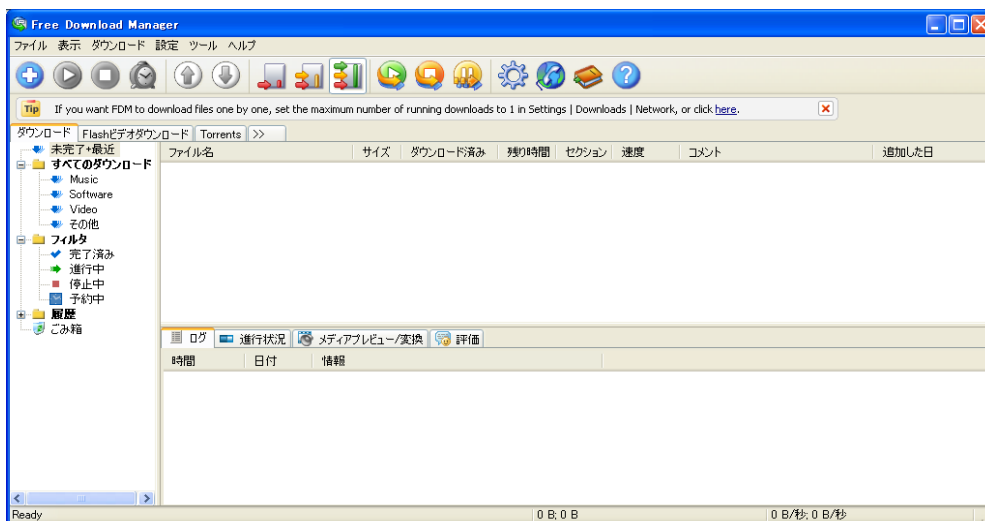 Free Download Manager
ファイル 表示 ダウンロード 設定 ツール ヘルプ
Tip If you want FDM to download files one by one, set the maximum number of running downloads to 1 in Settings | Downloads | Network, or click here.
ダウンロード Flashビデオダウンロード Torrents >>
未完了+最近
すべてのダウンロード
Music
Software
Video
その他
フィルタ
完了済み
進行中
停止中
予約中
履歴
ごみ箱
ファイル名 サイズ ダウンロード済み 残り時間 セクション 速度 コメント 追加した日
ログ 進行状況 メディアプレビュー/変換 評価
時間 日付 情報
Ready 0 B; 0 B 0 B/秒; 0 B/秒